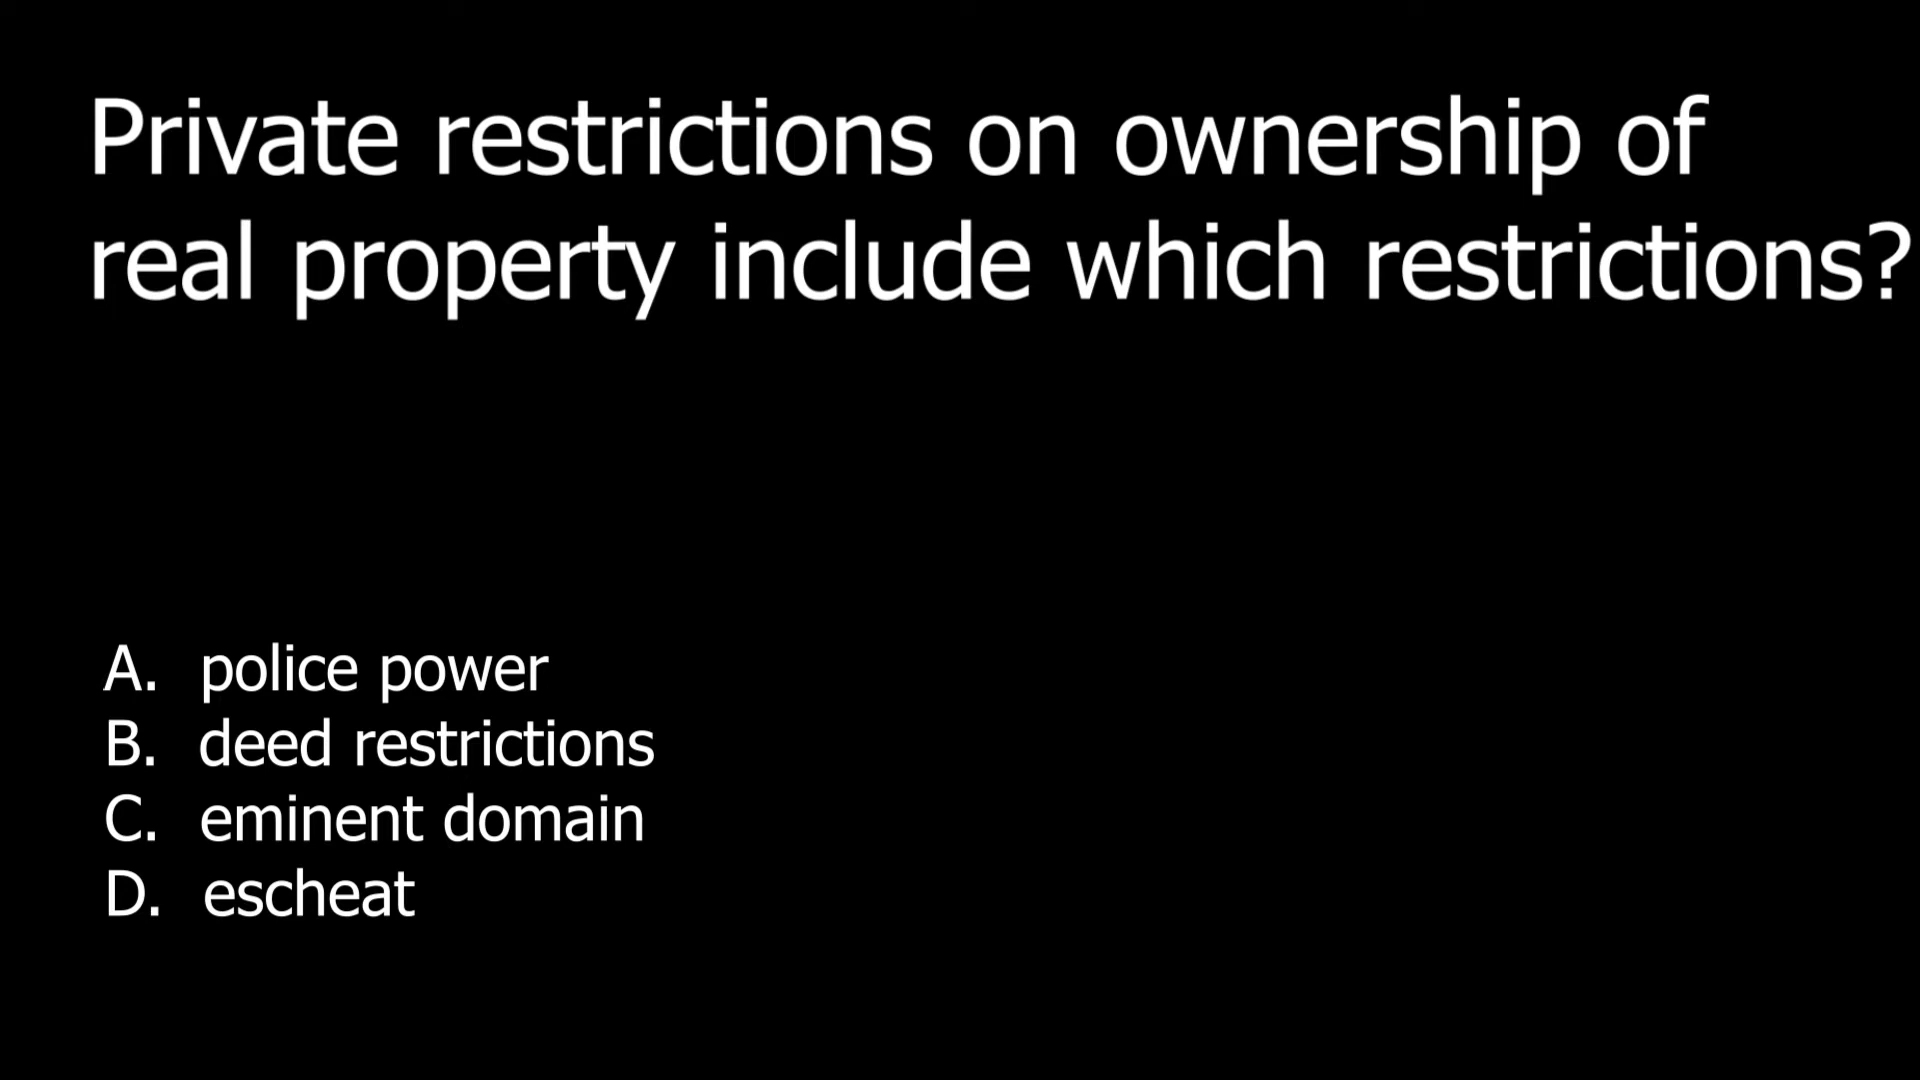 Private restrictions on ownership of
real property include which restrictions?
A. police power
B. deed restrictions
C. eminent domain
D. escheat